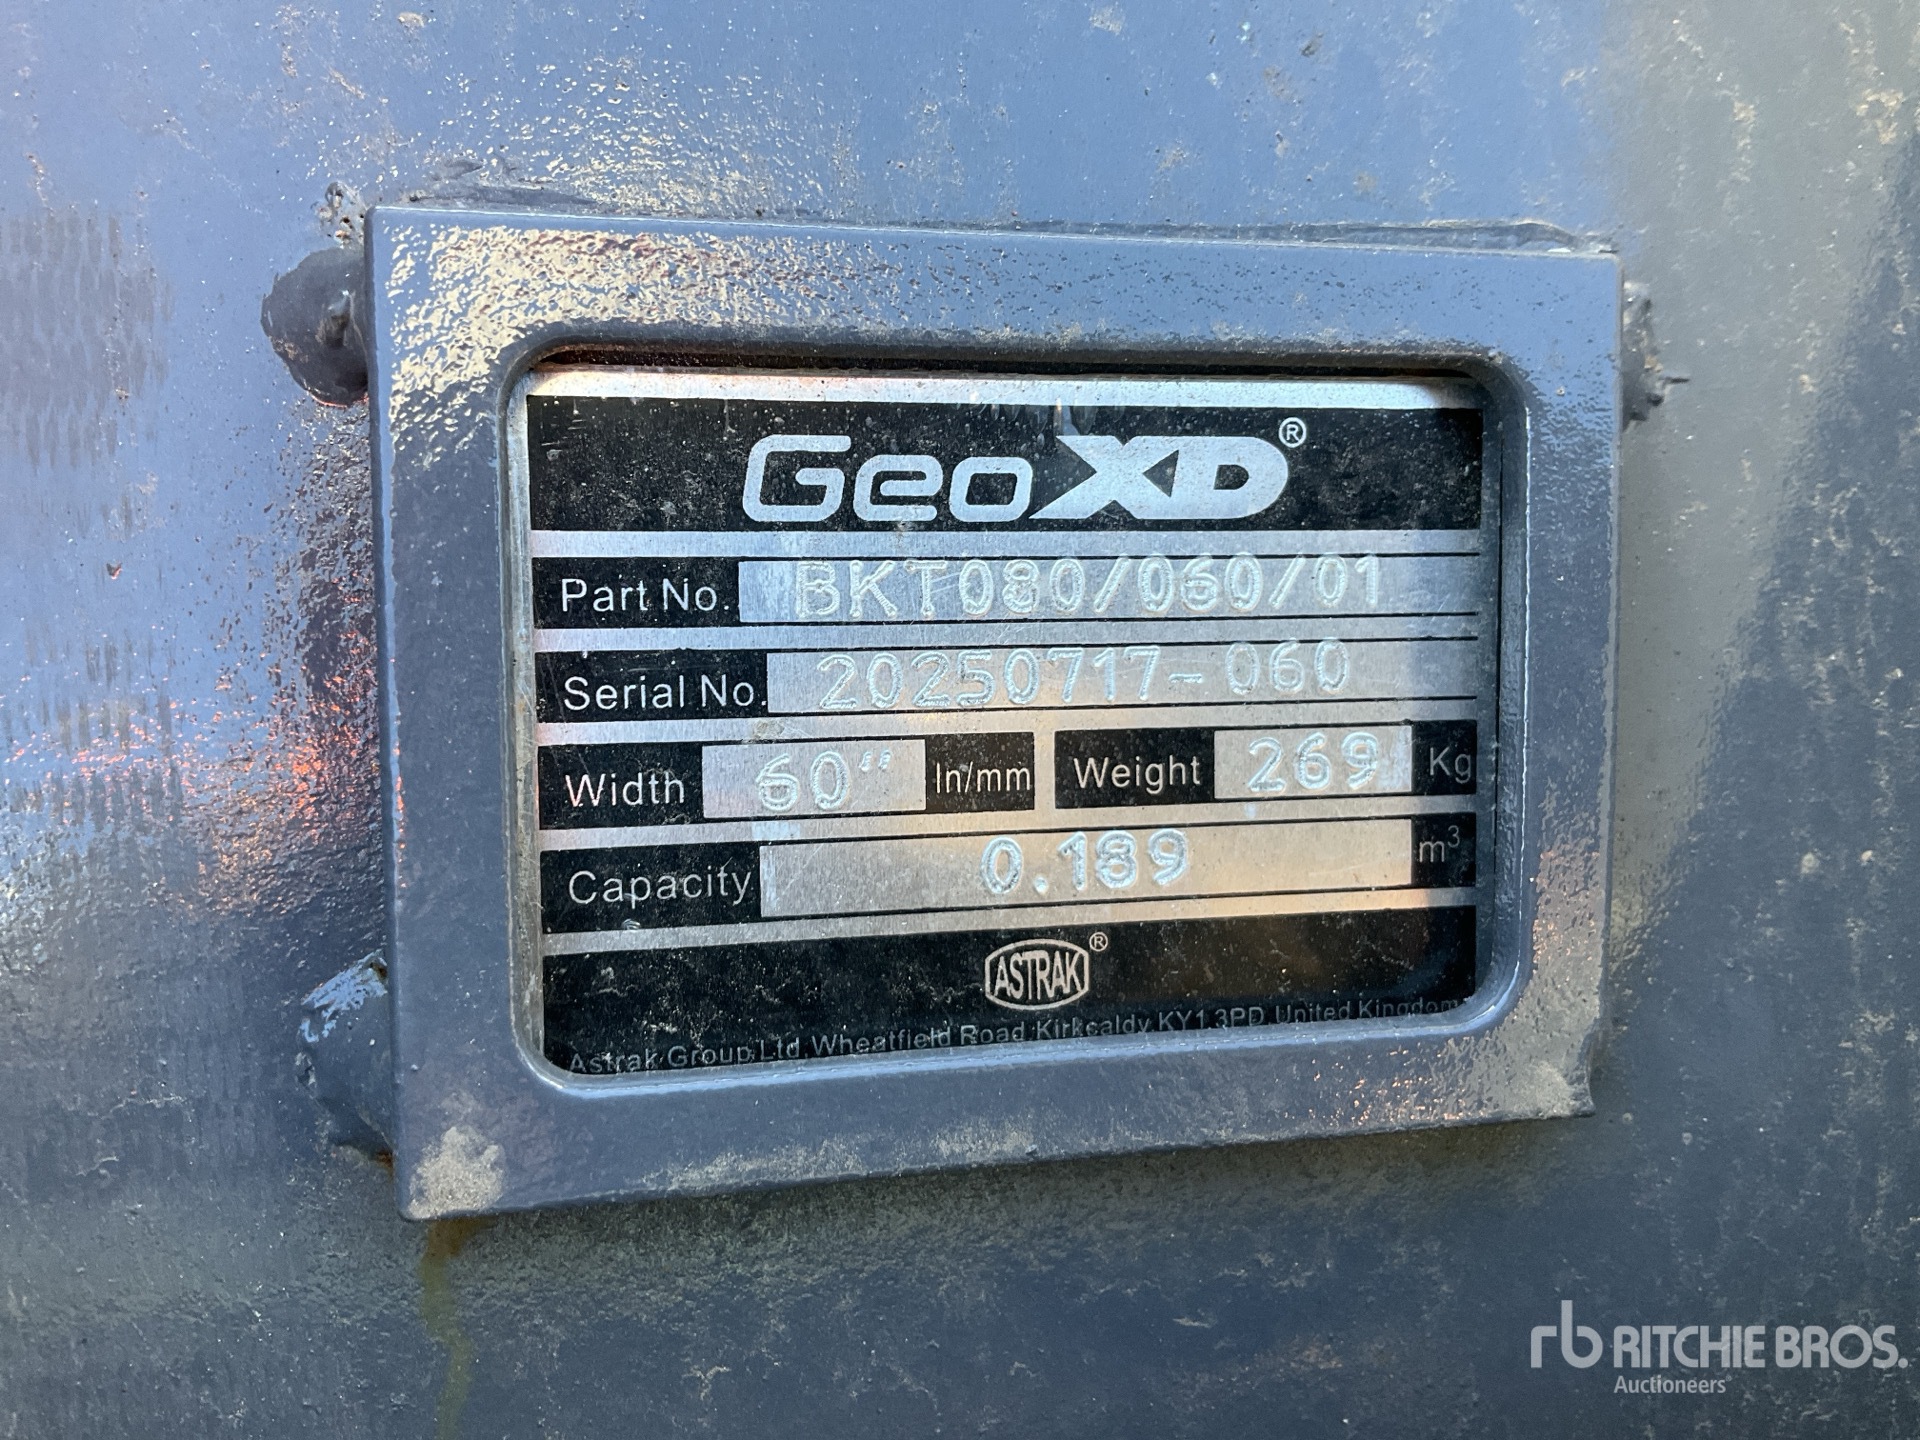 GeoXD®
Part No. BKT080/060/01
Serial No. 20250717-060
Width 60" In/mm Weight 269 Kg
Capacity 0.189 m³
ASTRAK®
Astrak Group Ltd Wheatfield Road Kirkcaldy KY1 3PD United Kingdom
rb RITCHIE BROS.
Auctioneers